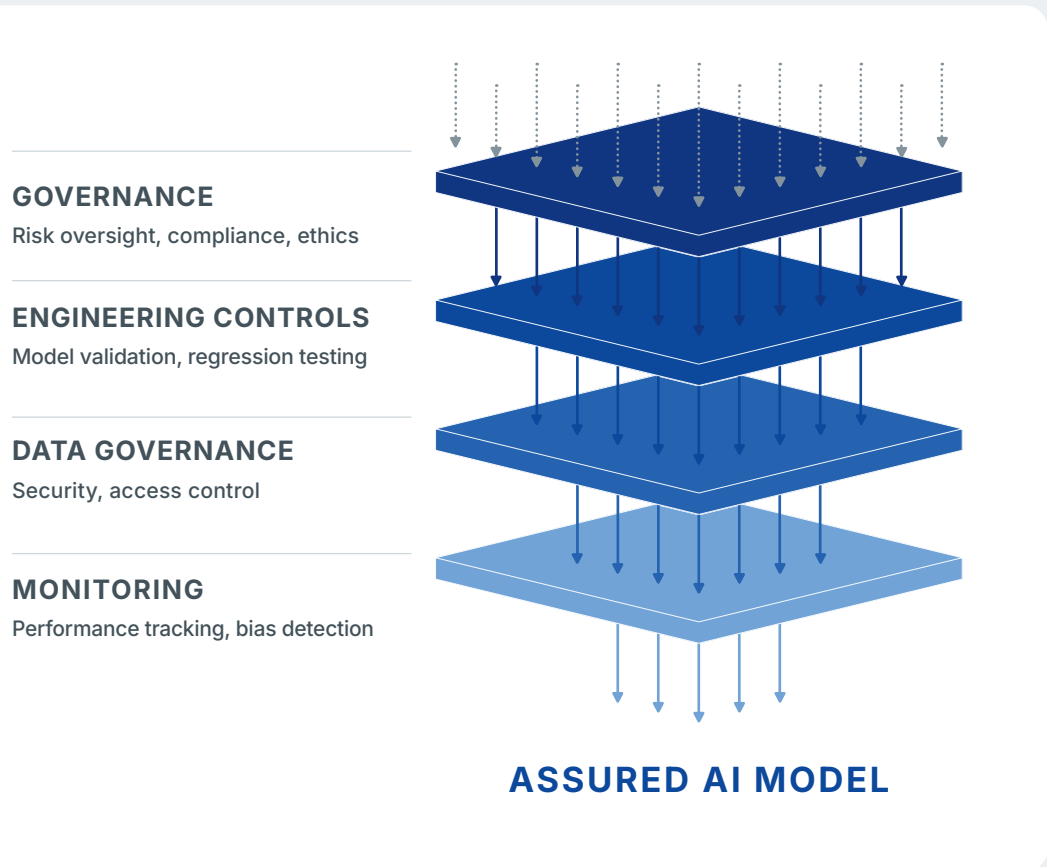 GOVERNANCE
Risk oversight, compliance, ethics
ENGINEERING CONTROLS
Model validation, regression testing
DATA GOVERNANCE
Security, access control
MONITORING
Performance tracking, bias detection
ASSURED AI MODEL